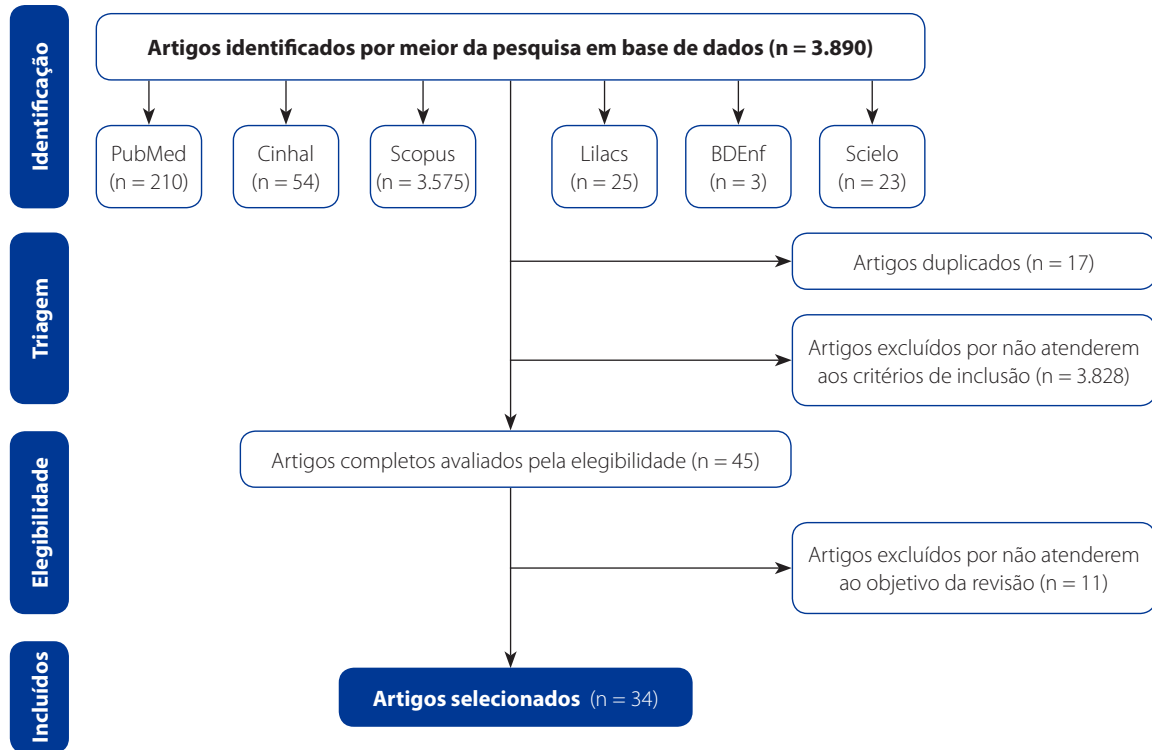 Identificação
Artigos identificados por meior da pesquisa em base de dados (n = 3.890)
PubMed
(n = 210)
Cinhal
(n = 54)
Scopus
(n = 3.575)
Lilacs
(n = 25)
BDEnf
(n = 3)
Scielo
(n = 23)
Triagem
Artigos duplicados (n = 17)
Artigos excluídos por não atenderem
aos critérios de inclusão (n = 3.828)
Elegibilidade
Artigos completos avaliados pela elegibilidade (n = 45)
Artigos excluídos por não atenderem
ao objetivo da revisão (n = 11)
Incluídos
Artigos selecionados (n = 34)